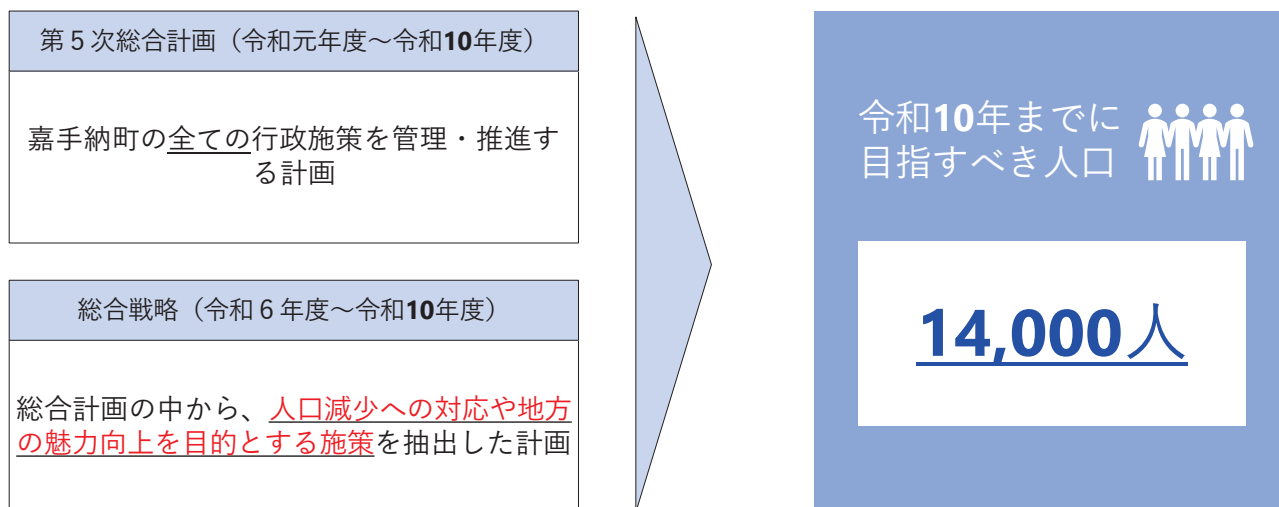 第５次総合計画（令和元年度～令和10年度）
嘉手納町の全ての行政施策を管理・推進す
る計画
総合戦略（令和６年度～令和10年度）
総合計画の中から、人口減少への対応や地方
の魅力向上を目的とする施策を抽出した計画
令和10年までに
目指すべき人口
14,000人